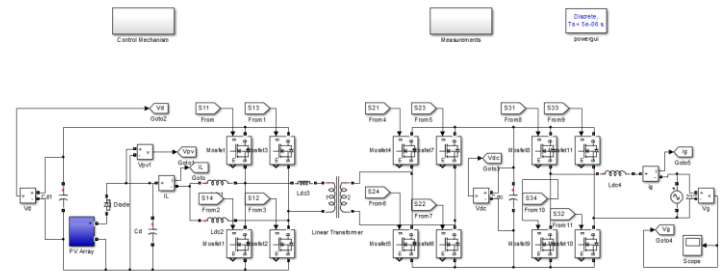 Discrete,
Ts = 5e-06 s
Control Mechanism
Measurements
powergui
Vd
Goto2
S11
From
S13
From1
S21
From4
S23
From5
S31
From8
S33
From9
Vpv1
Vpv
Goto1
IL
Goto
Mosfet1
Mosfet3
Mosfet4
Mosfet7
Vdc
Goto3
Mosfet8
Mosfet11
Ig
Goto5
Ldc3
Ldc4
Vd
Cd1
Diode
IL
S14
From2
S12
From3
S24
From6
S22
From7
Vdc
S34
From10
S32
From11
Ig
Vg
PV Array
Cd
Ldc2
Mosfet1
Mosfet2
Linear Transformer
Mosfet5
Mosfet6
Mosfet9
Mosfet10
Vg
Goto4
Scope